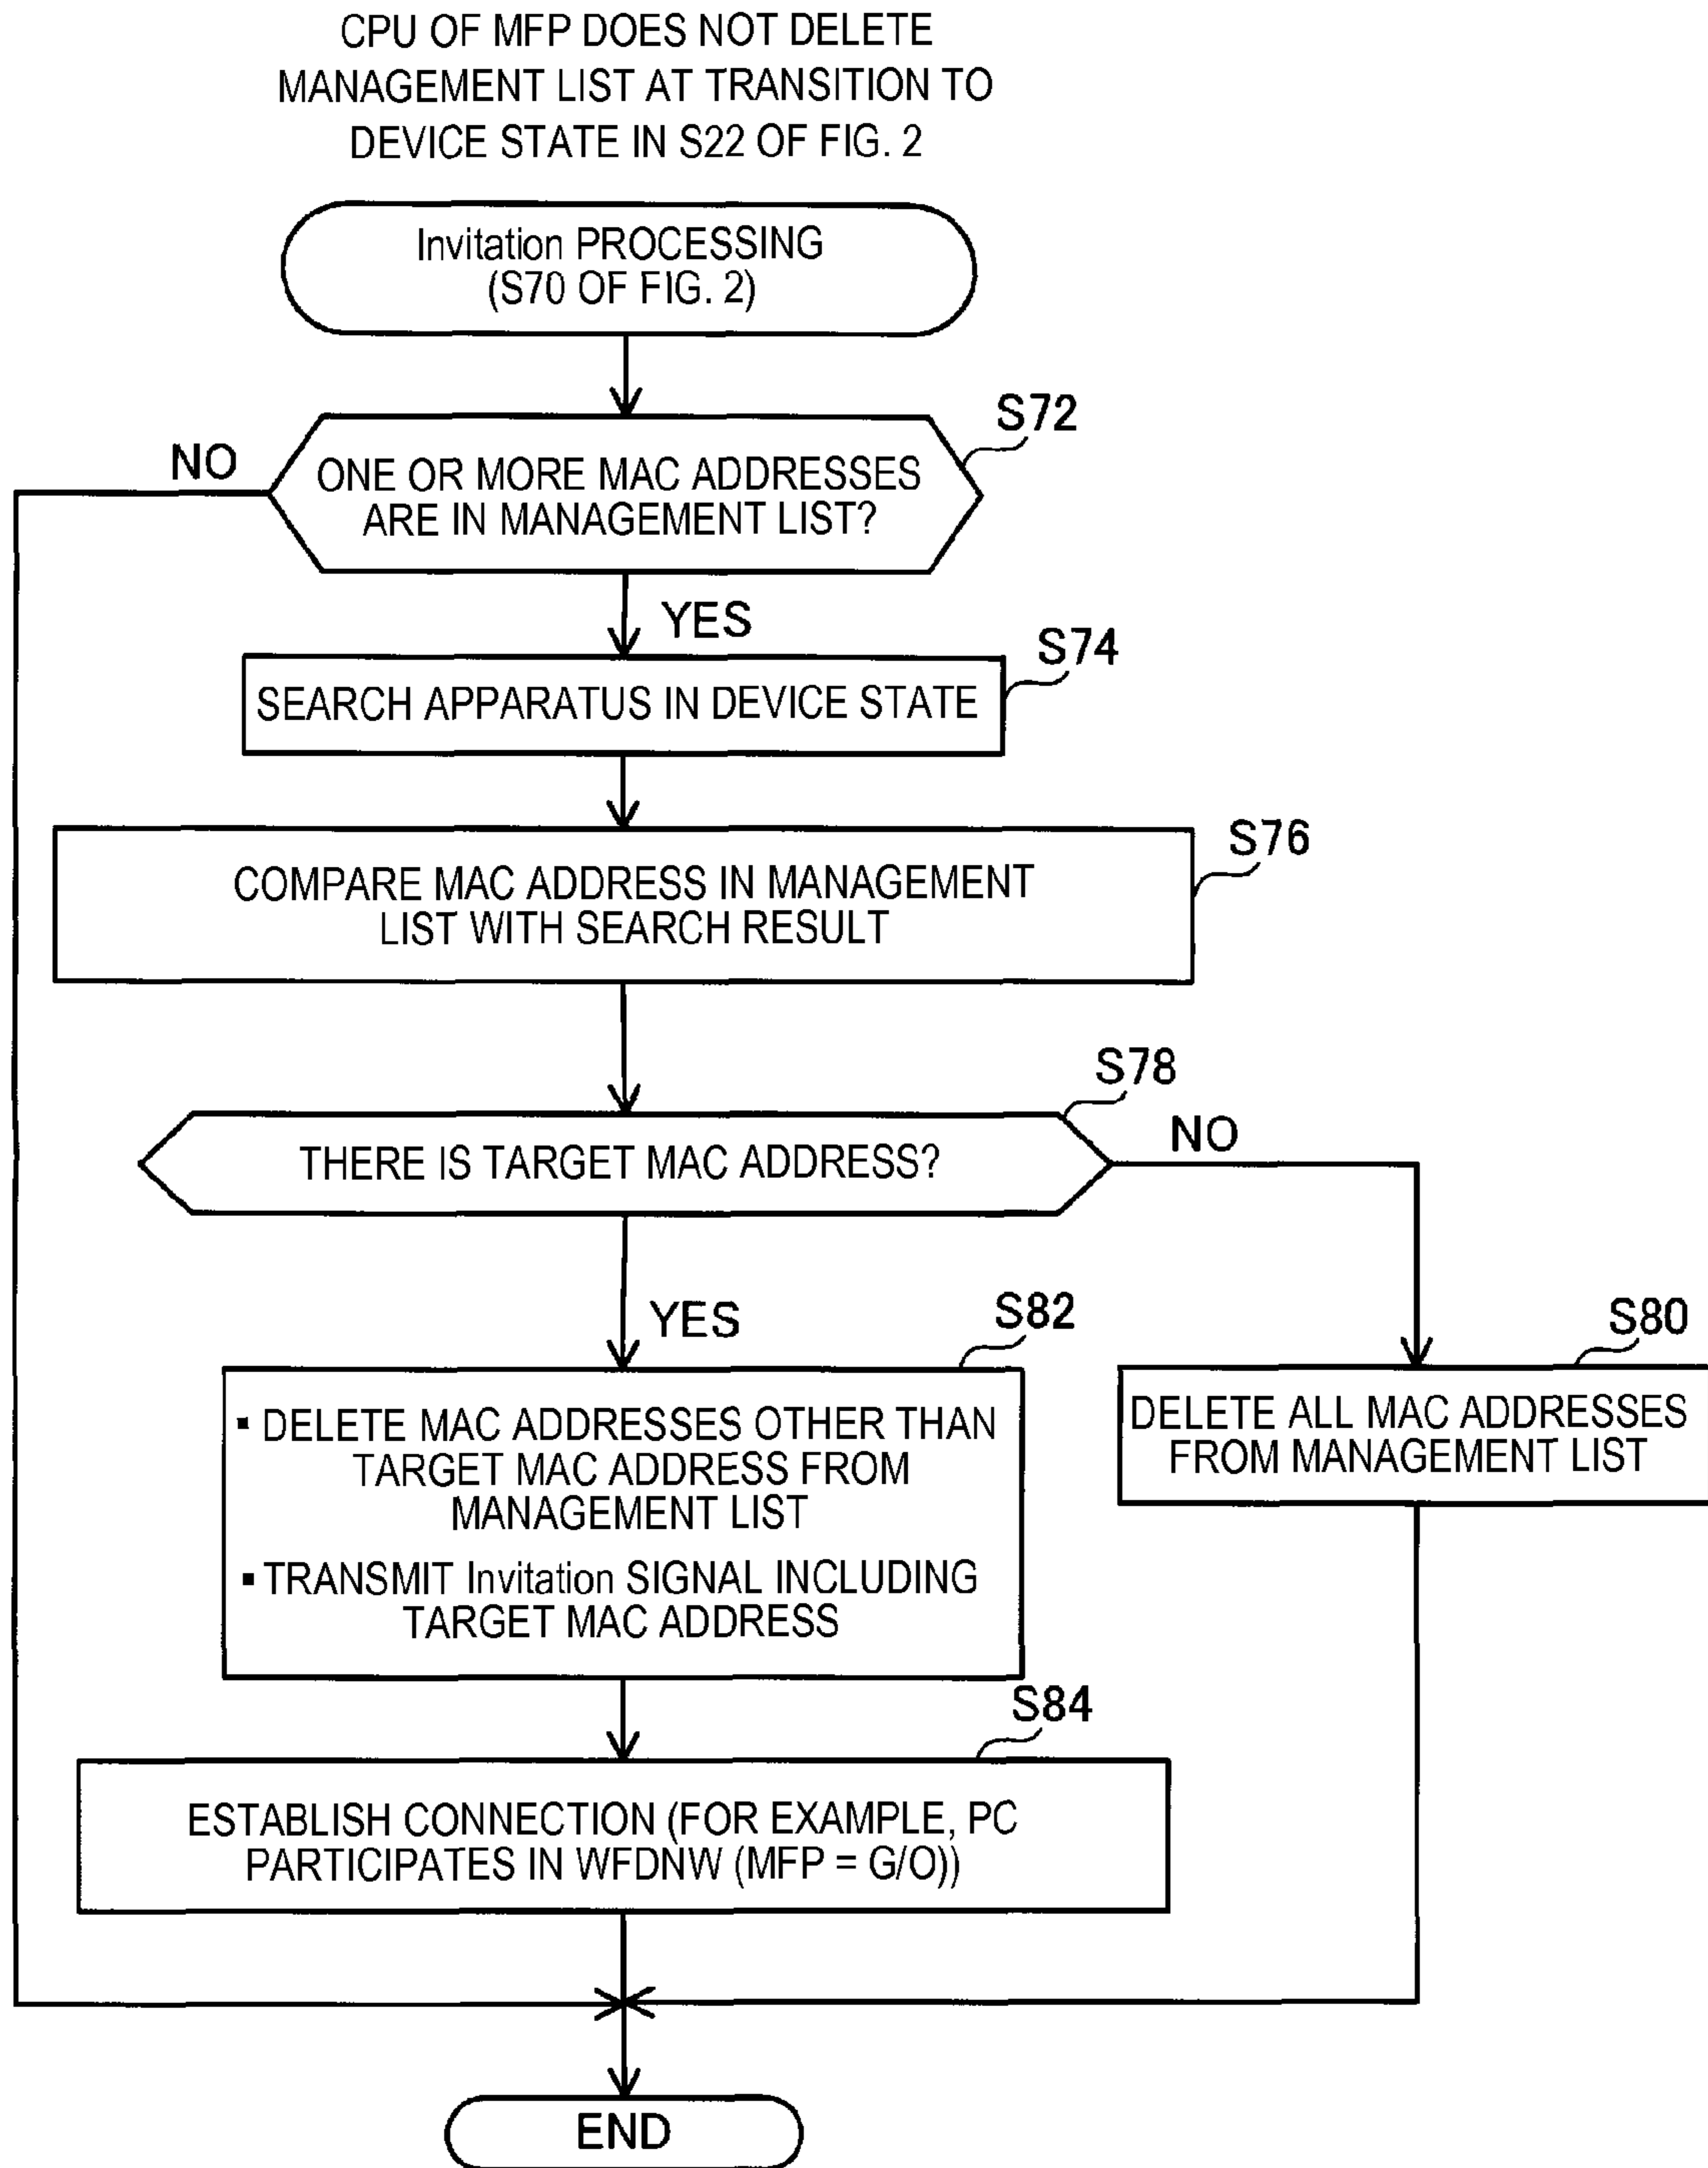 CPU OF MFP DOES NOT DELETE
MANAGEMENT LIST AT TRANSITION TO
DEVICE STATE IN S22 OF FIG. 2
Invitation PROCESSING
(S70 OF FIG. 2)
S72
NO
ONE OR MORE MAC ADDRESSES
ARE IN MANAGEMENT LIST?
YES
S74
SEARCH APPARATUS IN DEVICE STATE
S76
COMPARE MAC ADDRESS IN MANAGEMENT
LIST WITH SEARCH RESULT
S78
NO
THERE IS TARGET MAC ADDRESS?
YES
S82
S80
▪ DELETE MAC ADDRESSES OTHER THAN
TARGET MAC ADDRESS FROM
MANAGEMENT LIST
▪ TRANSMIT Invitation SIGNAL INCLUDING
TARGET MAC ADDRESS
DELETE ALL MAC ADDRESSES
FROM MANAGEMENT LIST
S84
ESTABLISH CONNECTION (FOR EXAMPLE, PC
PARTICIPATES IN WFDNW (MFP = G/O))
END